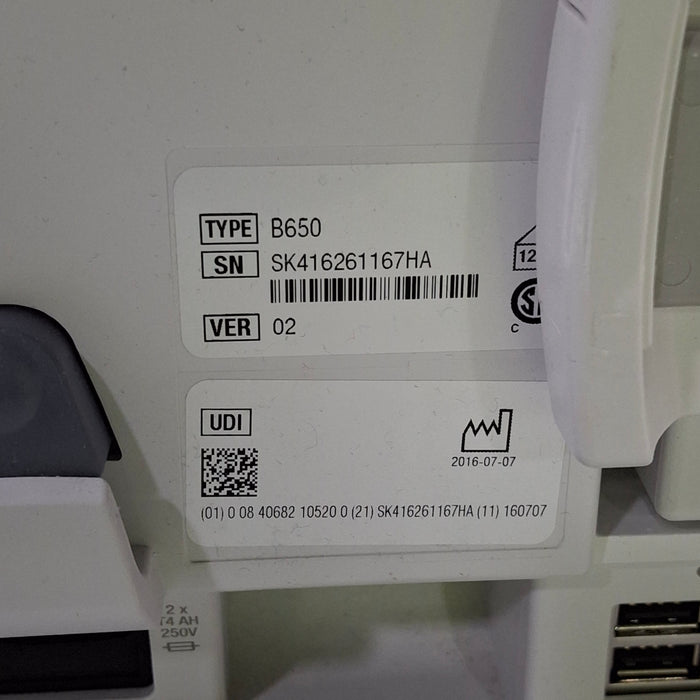 TYPE B650
SN SK416261167HA
12
C
VER 02
UDI
2016-07-07
(01) 0 08 40682 10520 0 (21) SK416261167HA (11) 160707
2 x
T4 AH
250V